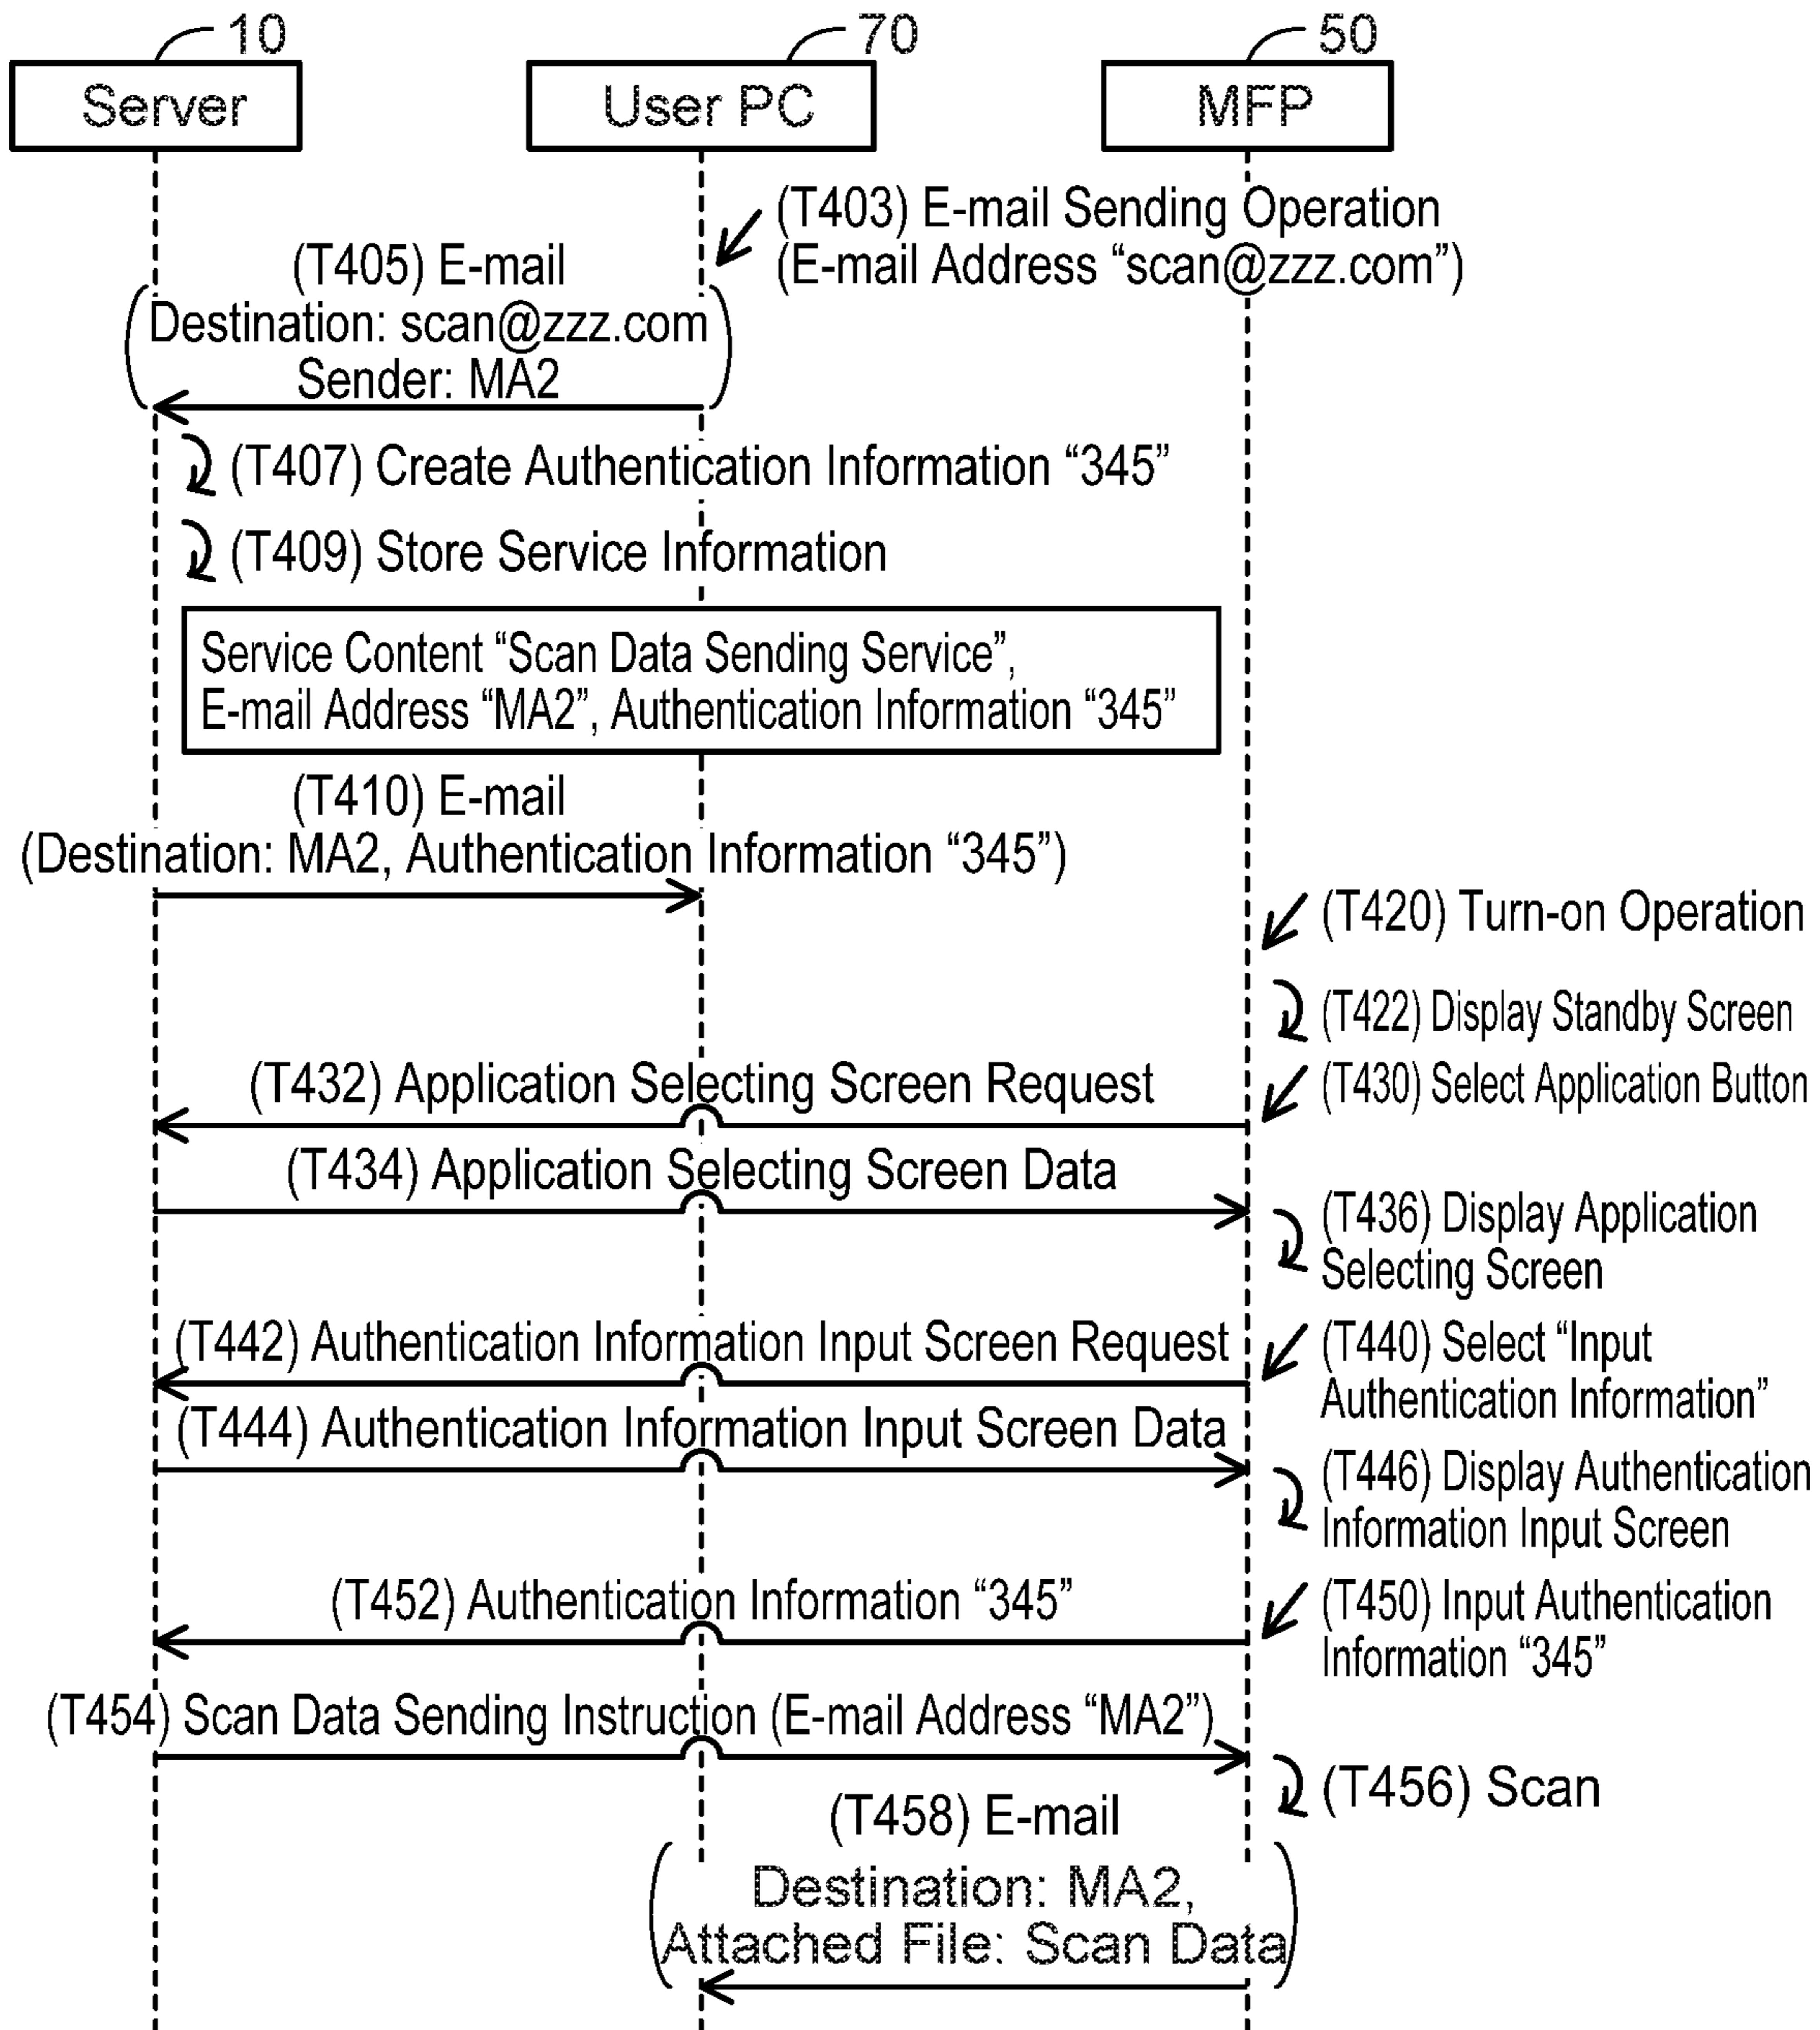 10
70
50
Server
User PC
MFP
(T403) E-mail Sending Operation
(E-mail Address “scan@zzz.com”)
(T405) E-mail
Destination: scan@zzz.com
Sender: MA2
(T407) Create Authentication Information “345”
(T409) Store Service Information
Service Content “Scan Data Sending Service”,
E-mail Address “MA2”, Authentication Information “345”
(T410) E-mail
(Destination: MA2, Authentication Information “345”)
(T420) Turn-on Operation
(T422) Display Standby Screen
(T430) Select Application Button
(T432) Application Selecting Screen Request
(T434) Application Selecting Screen Data
(T436) Display Application
Selecting Screen
(T440) Select “Input
Authentication Information”
(T442) Authentication Information Input Screen Request
(T444) Authentication Information Input Screen Data
(T446) Display Authentication
Information Input Screen
(T450) Input Authentication
Information “345”
(T452) Authentication Information “345”
(T454) Scan Data Sending Instruction (E-mail Address “MA2”)
(T456) Scan
(T458) E-mail
Destination: MA2,
Attached File: Scan Data